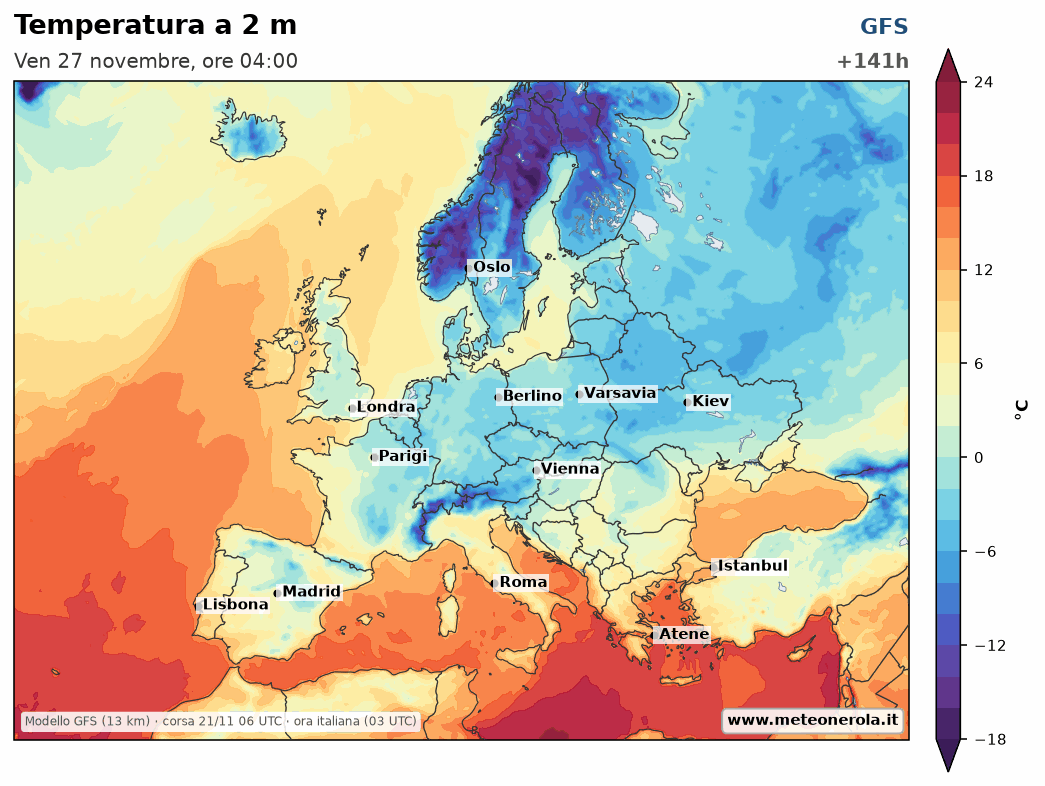 Temperatura a 2 m
GFS
Ven 27 novembre, ore 04:00
+141h
24
18
12
6
0
−6
−12
−18
°C
Oslo
Londra
Berlino
Varsavia
Kiev
Parigi
Vienna
Istanbul
Roma
Madrid
Lisbona
Atene
Modello GFS (13 km) · corsa 21/11 06 UTC · ora italiana (03 UTC)
www.meteonerola.it